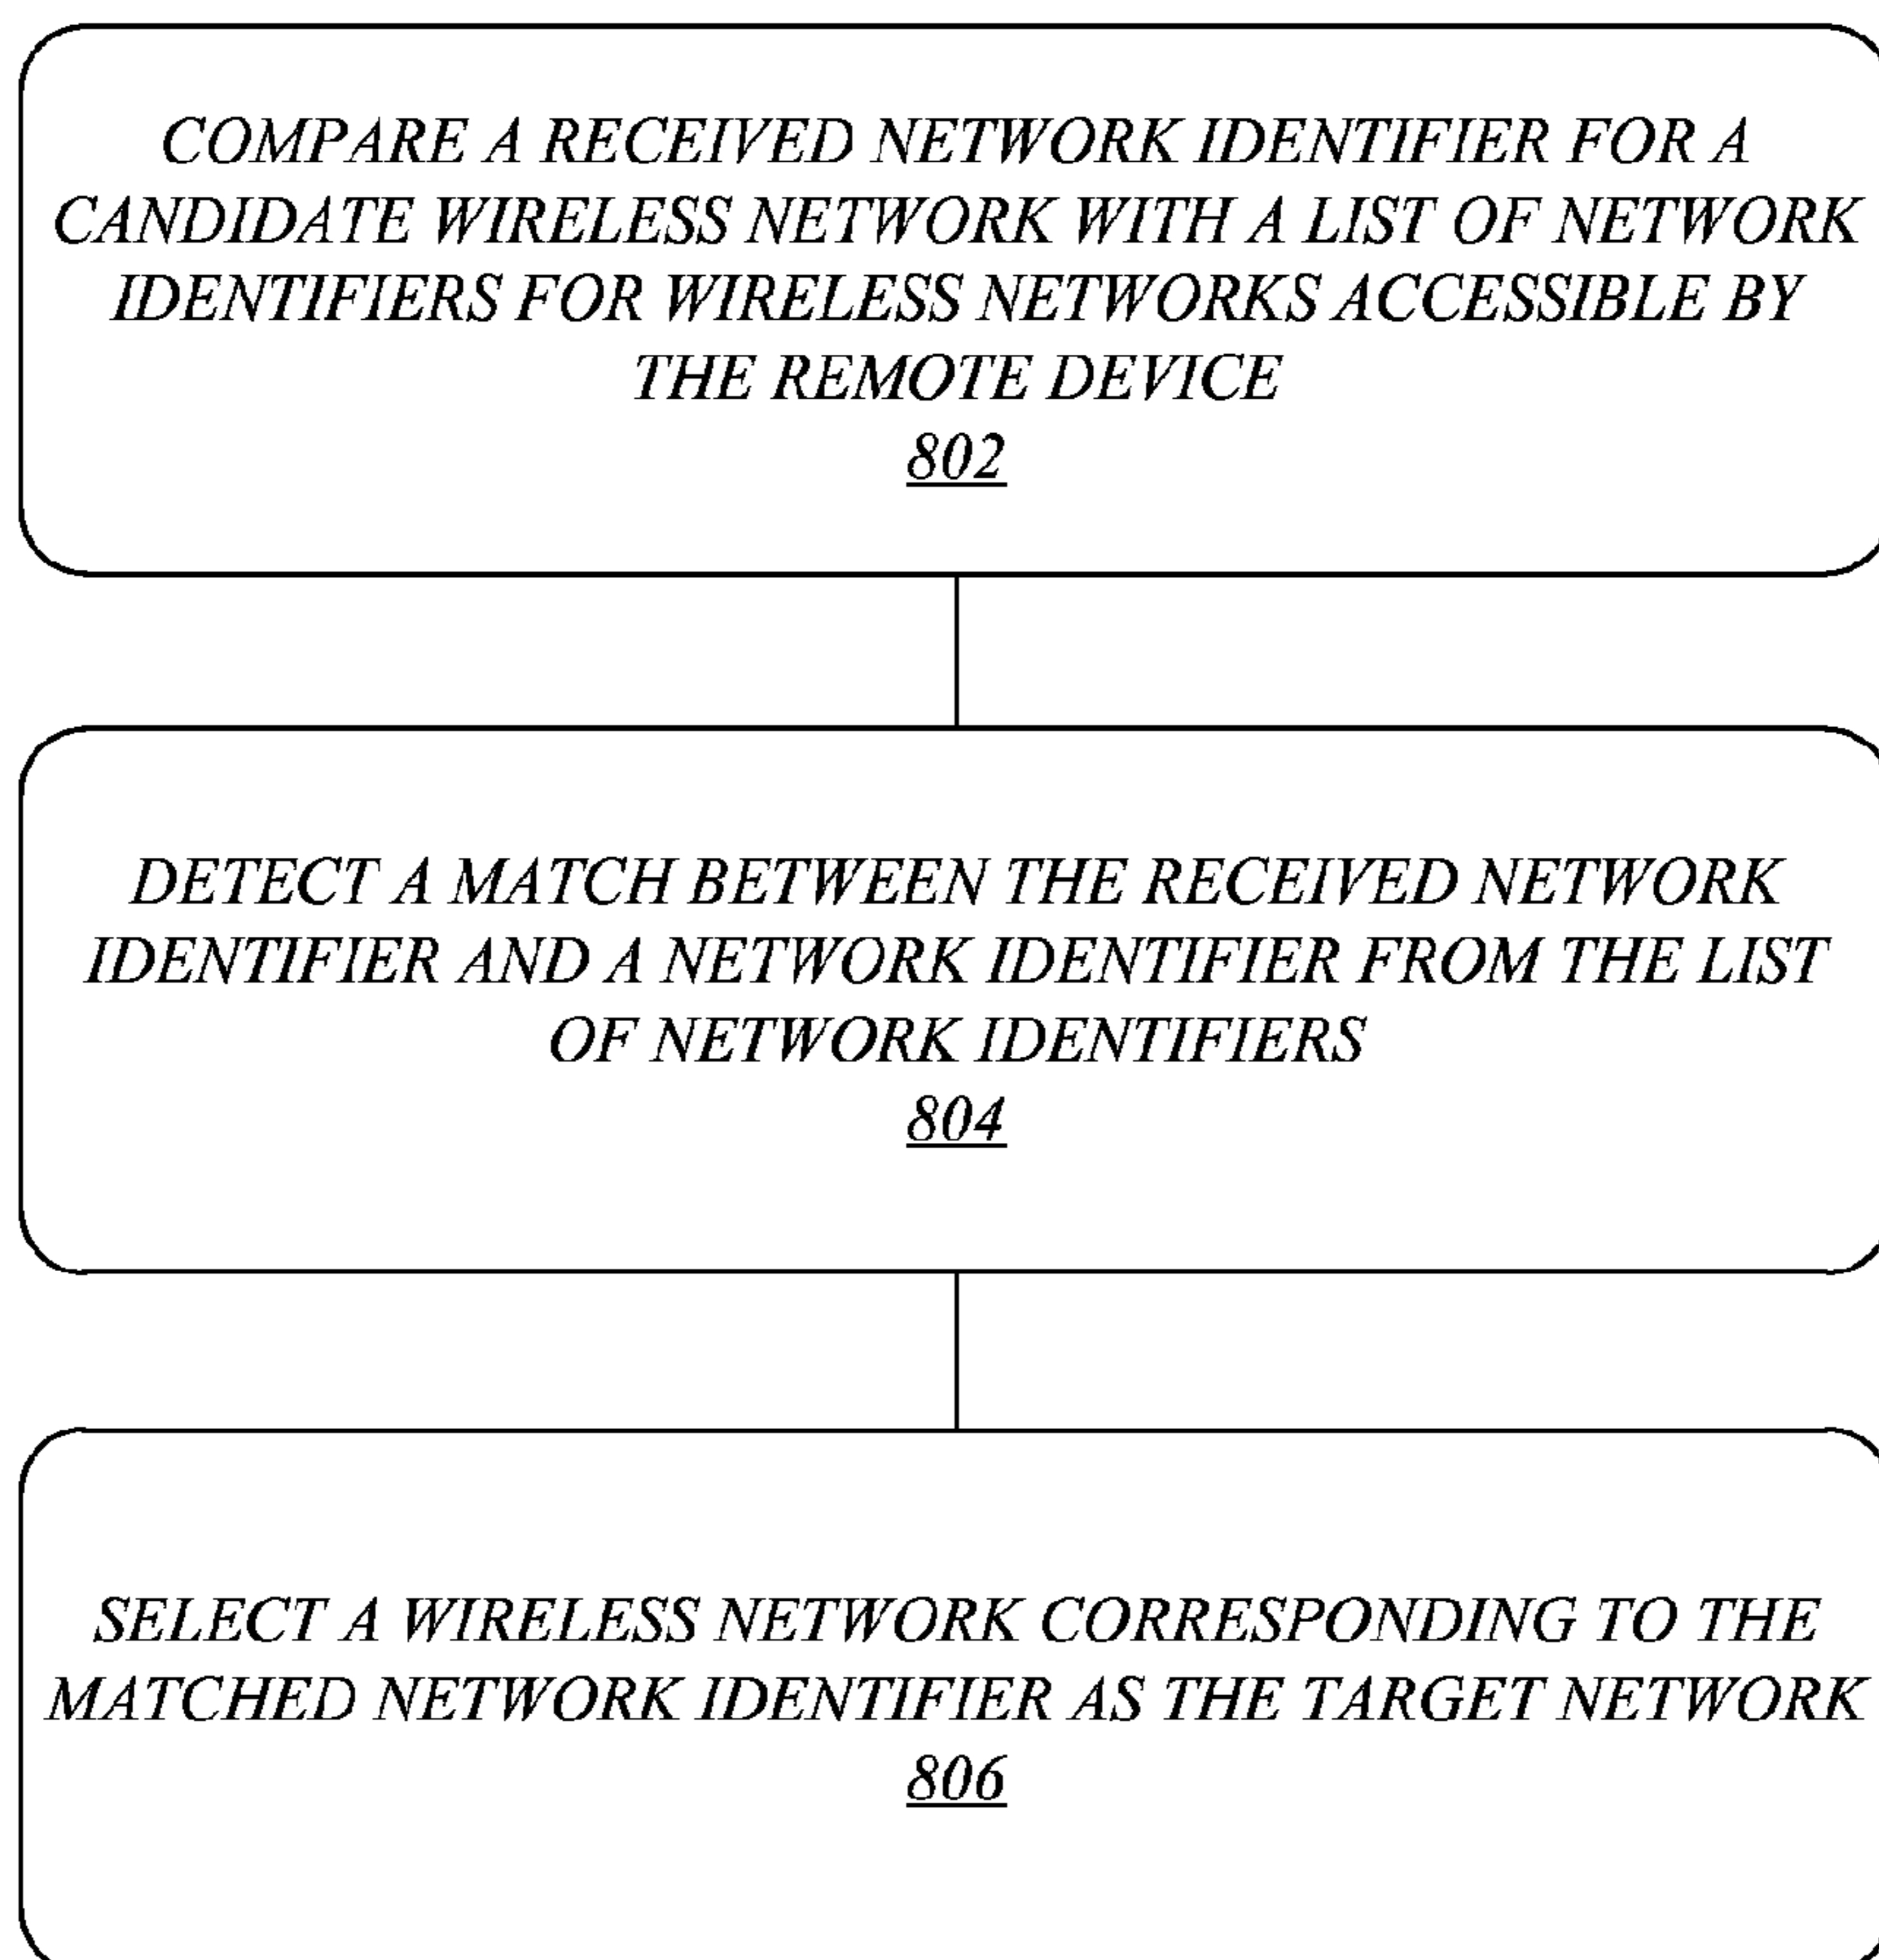 COMPARE A RECEIVED NETWORK IDENTIFIER FOR A
CANDIDATE WIRELESS NETWORK WITH A LIST OF NETWORK
IDENTIFIERS FOR WIRELESS NETWORKS ACCESSIBLE BY
THE REMOTE DEVICE
802
DETECT A MATCH BETWEEN THE RECEIVED NETWORK
IDENTIFIER AND A NETWORK IDENTIFIER FROM THE LIST
OF NETWORK IDENTIFIERS
804
SELECT A WIRELESS NETWORK CORRESPONDING TO THE
MATCHED NETWORK IDENTIFIER AS THE TARGET NETWORK
806